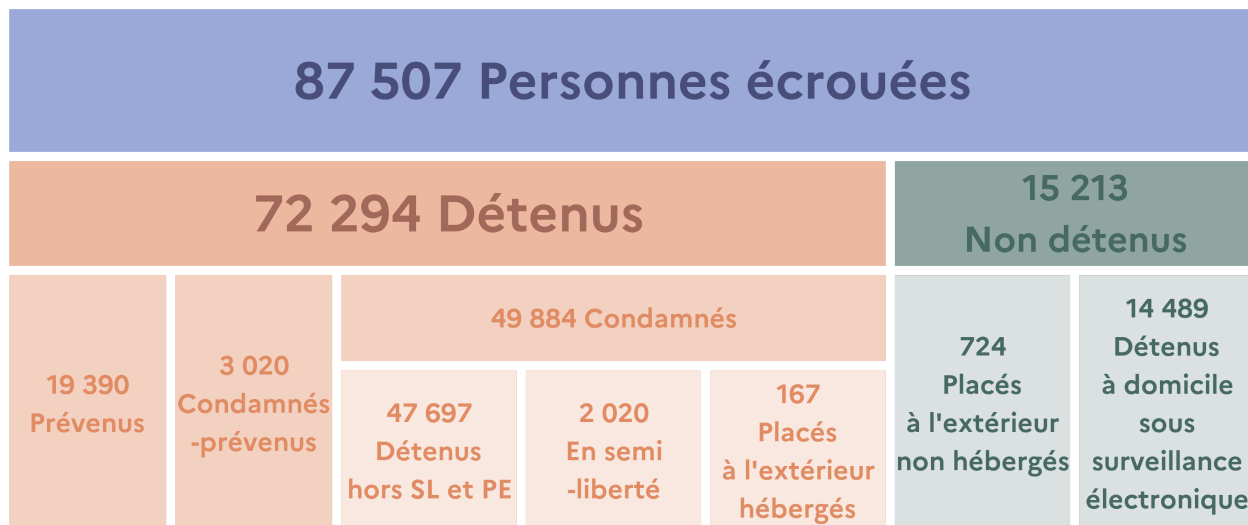 87 507 Personnes écrouées
72 294 Détenus
15 213
Non détenus
19 390
Prévenus
3 020
Condamnés
-prévenus
49 884 Condamnés
47 697
Détenus
hors SL et PE
2 020
En semi
-liberté
167
Placés
à l'extérieur
hébergés
724
Placés
à l'extérieur
non hébergés
14 489
Détenus
à domicile
sous
surveillance
électronique